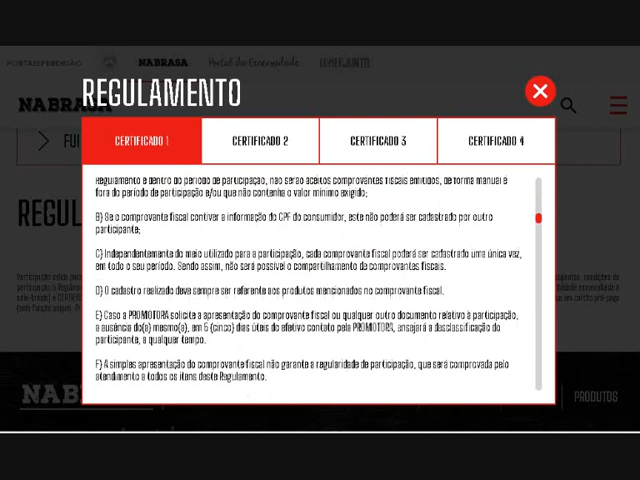 PORTAIS PERDIGÃO
NABRASA
Portal da Generosidade
REGULAMENTO
NABRASA
CERTIFICADO 1
CERTIFICADO 2
CERTIFICADO 3
CERTIFICADO 4
REGUL
Regulamento e dentro do período de participação, não serão aceitos comprovantes fiscais emitidos, de forma manual e
fora do período de participação e/ou que não contenha o valor mínimo exigido;
B) Se o comprovante fiscal contiver a informação do CPF do consumidor, este não poderá ser cadastrado por outro
participante;
C) Independentemente do meio utilizado para a participação, cada comprovante fiscal poderá ser cadastrado uma única vez,
em todo o seu período. Sendo assim, não será possível o compartilhamento de comprovantes fiscais.
D) O cadastro realizado deve sempre ser referente aos produtos mencionados no comprovante fiscal.
E) Caso a PROMOTORA solicite a apresentação do comprovante fiscal ou qualquer outro documento relativo à participação,
a ausência do(a) mesmo(a), em 5 (cinco) dias úteis do efetivo contato pela PROMOTORA, ensejará a desclassificação do
participante, a qualquer tempo.
F) A simples apresentação do comprovante fiscal não garante a regularidade de participação, que será comprovada pelo
atendimento a todos os itens deste Regulamento.
NAB
PRODUTOS